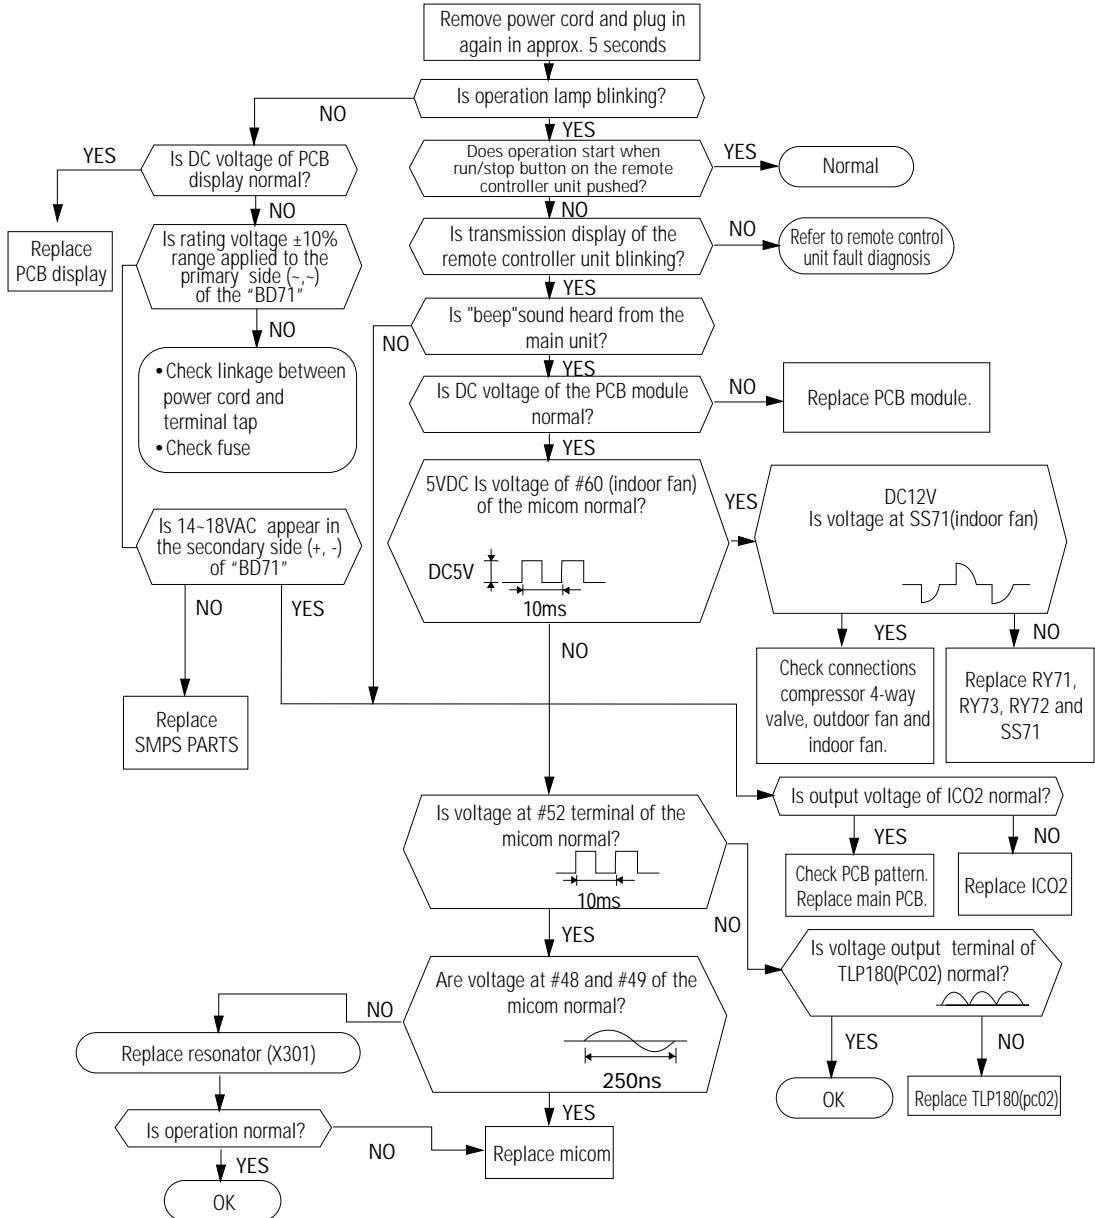 Remove power cord and plug in
again in approx. 5 seconds
Is operation lamp blinking?
NO
YES
YES
Is DC voltage of PCB
display normal?
Does operation start when
run/stop button on the remote
controller unit pushed?
YES
Normal
NO
NO
Replace
PCB display
Is rating voltage ±10%
range applied to the
primary side (~,~)
of the “BD71”
Is transmission display of the
remote controller unit blinking?
NO
Refer to remote control
unit fault diagnosis
YES
NO
Is "beep"sound heard from the
main unit?
NO
• Check linkage between
power cord and
terminal tap
• Check fuse
YES
Is DC voltage of the PCB module
normal?
NO
Replace PCB module.
YES
5VDC Is voltage of #60 (indoor fan)
of the micom normal?
DC5V
10ms
YES
DC12V
Is voltage at SS71(indoor fan)
Is 14~18VAC appear in
the secondary side (+, -)
of “BD71”
NO
YES
NO
YES
NO
Check connections
compressor 4-way
valve, outdoor fan and
indoor fan.
Replace RY71,
RY73, RY72 and
SS71
Replace
SMPS PARTS
Is output voltage of ICO2 normal?
Is voltage at #52 terminal of the
micom normal?
10ms
YES
NO
Check PCB pattern.
Replace main PCB.
Replace ICO2
NO
YES
Is voltage output terminal of
TLP180(PC02) normal?
Are voltage at #48 and #49 of the
micom normal?
250ns
NO
Replace resonator (X301)
YES
NO
OK
Replace TLP180(pc02)
YES
Is operation normal?
NO
Replace micom
YES
OK